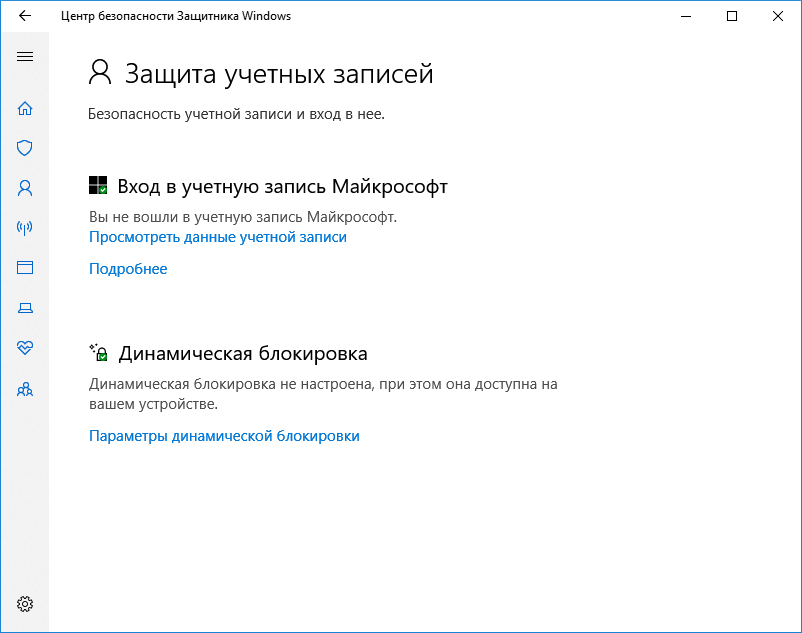 Центр безопасности Защитника Windows
Защита учетных записей
Безопасность учетной записи и вход в нее.
Вход в учетную запись Майкрософт
Вы не вошли в учетную запись Майкрософт.
Просмотреть данные учетной записи
Подробнее
Динамическая блокировка
Динамическая блокировка не настроена, при этом она доступна на
вашем устройстве.
Параметры динамической блокировки